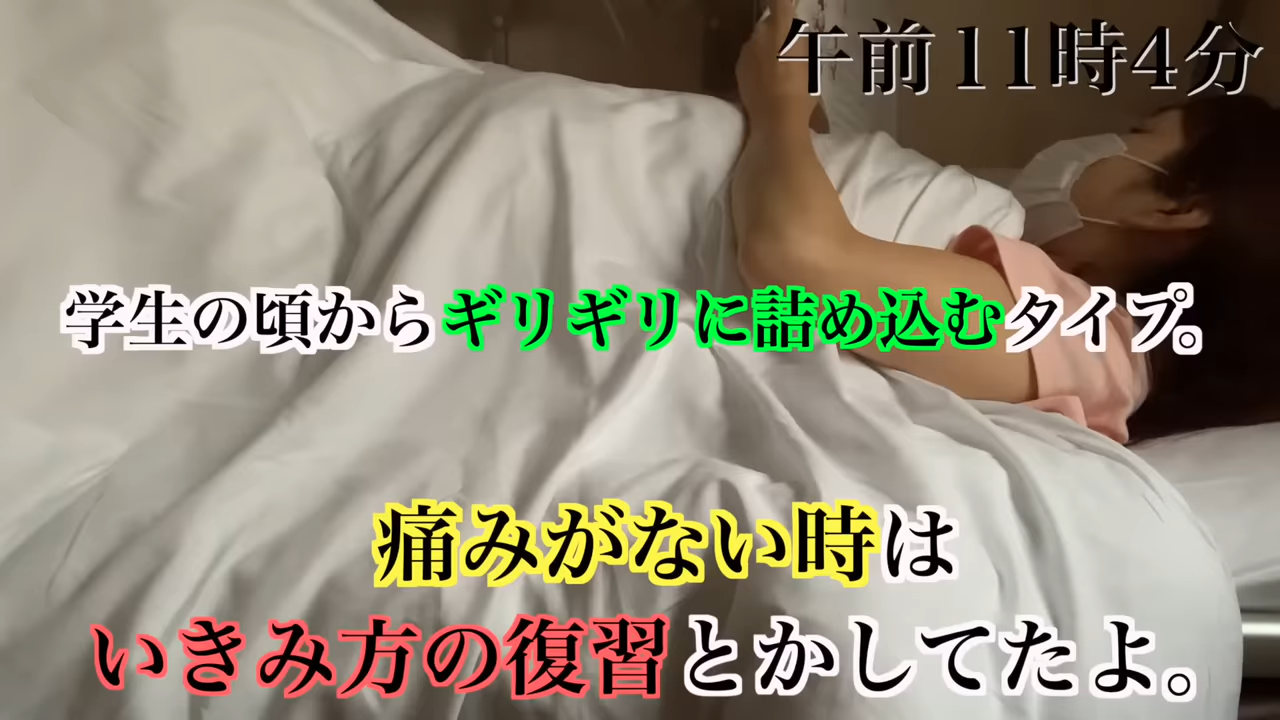 午前11時4分
学生の頃からギリギリに詰め込むタイプ。
痛みがない時は
いきみ方の復習とかしてたよ。